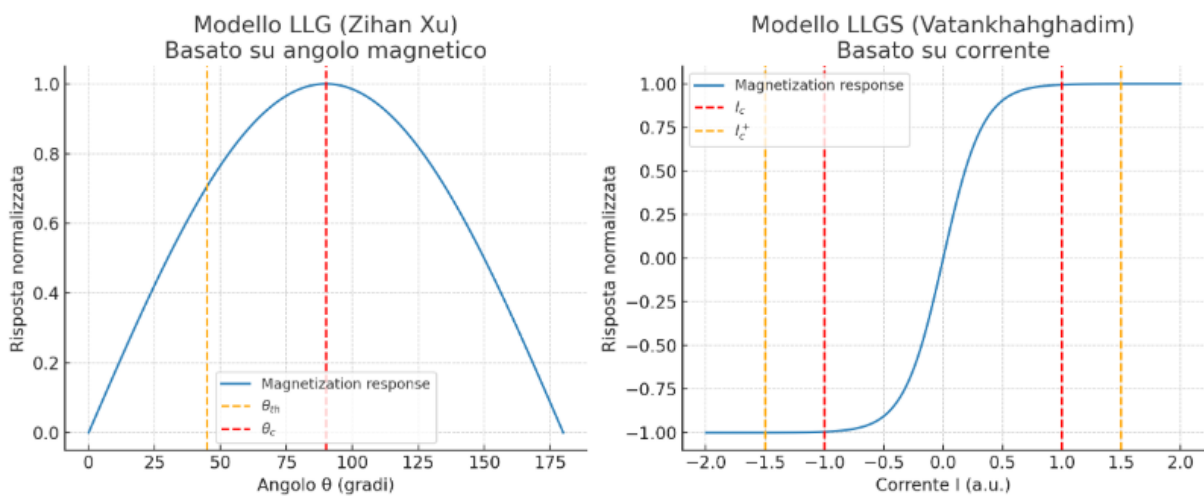 Modello LLG (Zihan Xu)
Basato su angolo magnetico
Risposta normalizzata
1.0
0.8
0.6
0.4
0.2
0.0
Magnetization response
θth
θc
0 25 50 75 100 125 150 175
Angolo θ (gradi)
Modello LLGS (Vatankhahghadim)
Basato su corrente
Risposta normalizzata
1.00
0.75
0.50
0.25
0.00
−0.25
−0.50
−0.75
−1.00
Magnetization response
Ic
Ic+
−2.0 −1.5 −1.0 −0.5 0.0 0.5 1.0 1.5 2.0
Corrente I (a.u.)